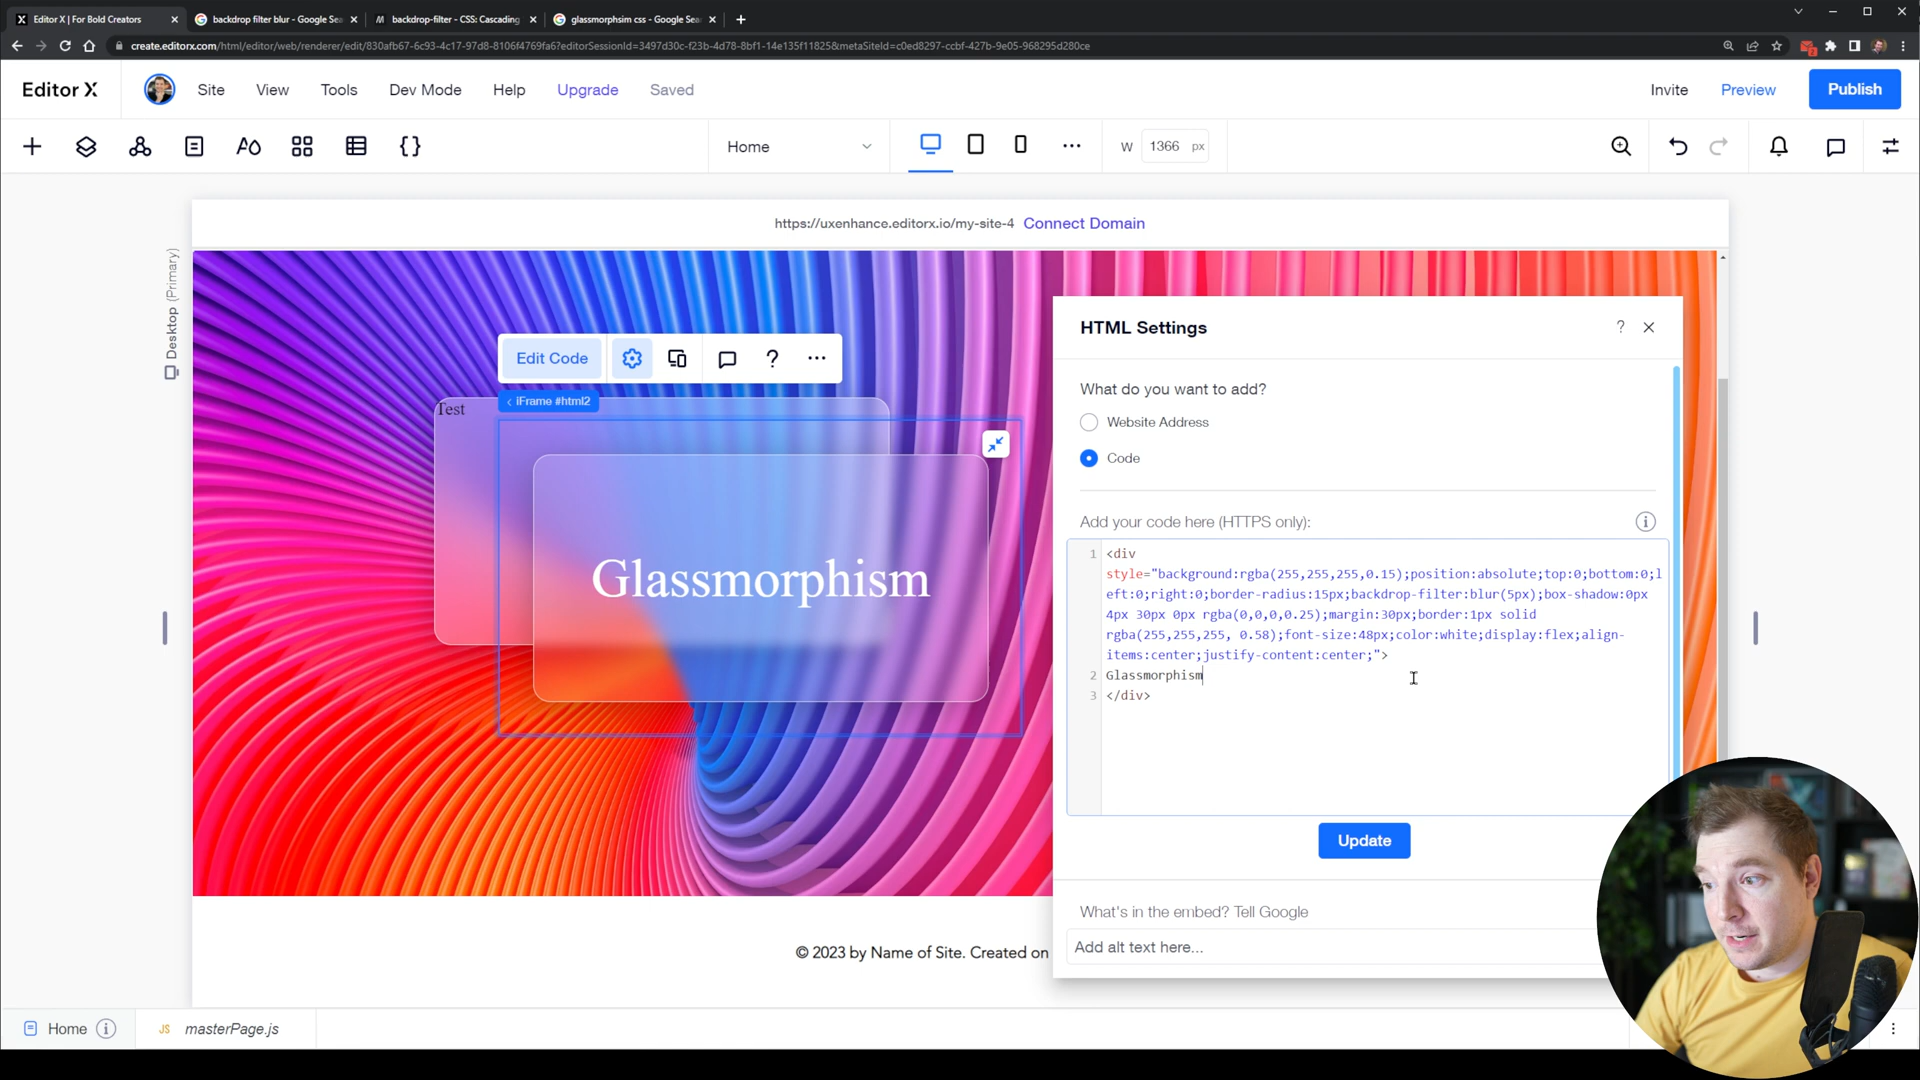 Editor X | For Bold Creators
backdrop filter blur - Google Sea
backdrop-filter - CSS: Cascading
glassmorphsim css - Google Sear
create.editorx.com/html/editor/web/renderer/edit/830afb67-6c93-4c17-97d8-8106f4769fa6?editorSessionId=3497d30c-f23b-4d78-8bf1-14e135f11825&metaSiteId=c0ed8297-ccbf-427b-9e05-968295d280ce
Editor X
Site
View
Tools
Dev Mode
Help
Upgrade
Saved
Invite
Preview
Publish
Home
W
1366
px
https://uxenhance.editorx.io/my-site-4
Connect Domain
Desktop (Primary)
Edit Code
?
iFrame #html2
Test
Glassmorphism
HTML Settings
?
What do you want to add?
Website Address
Code
Add your code here (HTTPS only):
1 <div
style="background:rgba(255,255,255,0.15);position:absolute;top:0;bottom:0;l
eft:0;right:0;border-radius:15px;backdrop-filter:blur(5px);box-shadow:0px
4px 30px 0px rgba(0,0,0,0.25);margin:30px;border:1px solid
rgba(255,255,255, 0.58);font-size:48px;color:white;display:flex;align-
items:center;justify-content:center;">
2 Glassmorphism
3 </div>
Update
What's in the embed? Tell Google
Add alt text here...
© 2023 by Name of Site. Created on
Home
JS masterPage.js